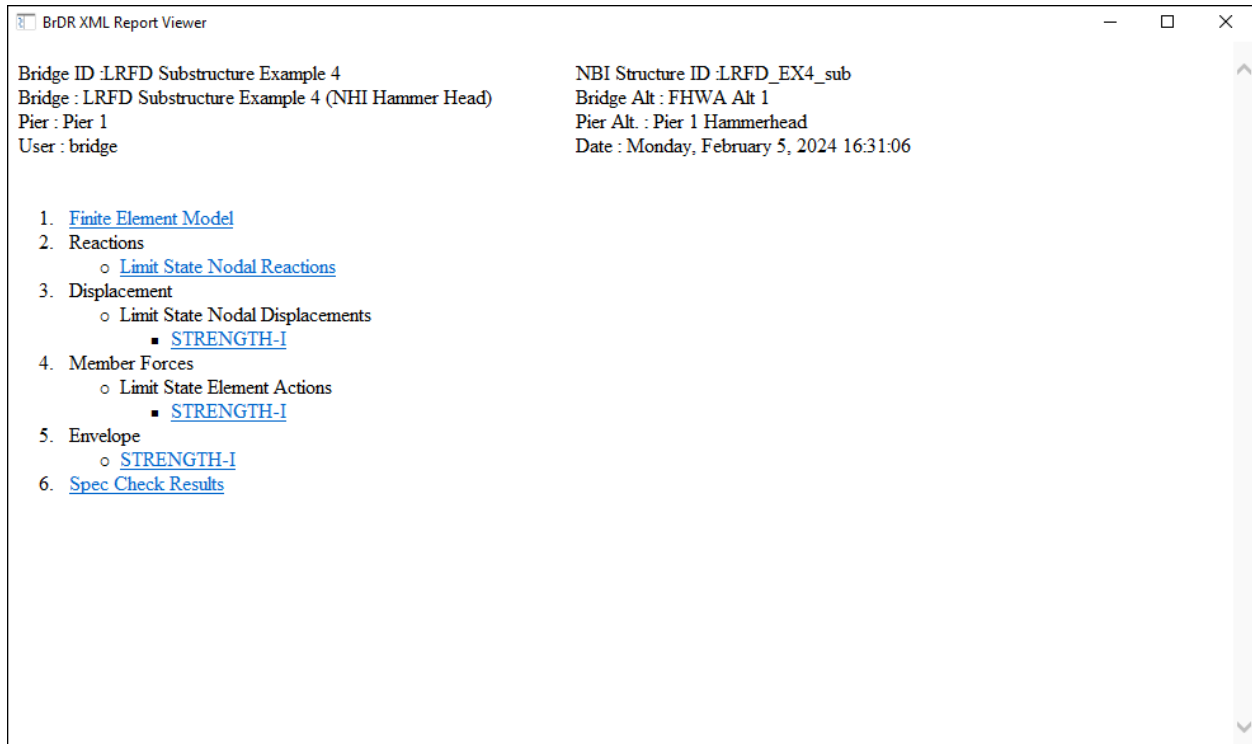 BrDR XML Report Viewer
Bridge ID :LRFD Substructure Example 4
NBI Structure ID :LRFD_EX4_sub
Bridge : LRFD Substructure Example 4 (NHI Hammer Head)
Bridge Alt : FHWA Alt 1
Pier : Pier 1
Pier Alt. : Pier 1 Hammerhead
User : bridge
Date : Monday, February 5, 2024 16:31:06
1. Finite Element Model
2. Reactions
○ Limit State Nodal Reactions
3. Displacement
○ Limit State Nodal Displacements
■ STRENGTH-I
4. Member Forces
○ Limit State Element Actions
■ STRENGTH-I
5. Envelope
○ STRENGTH-I
6. Spec Check Results